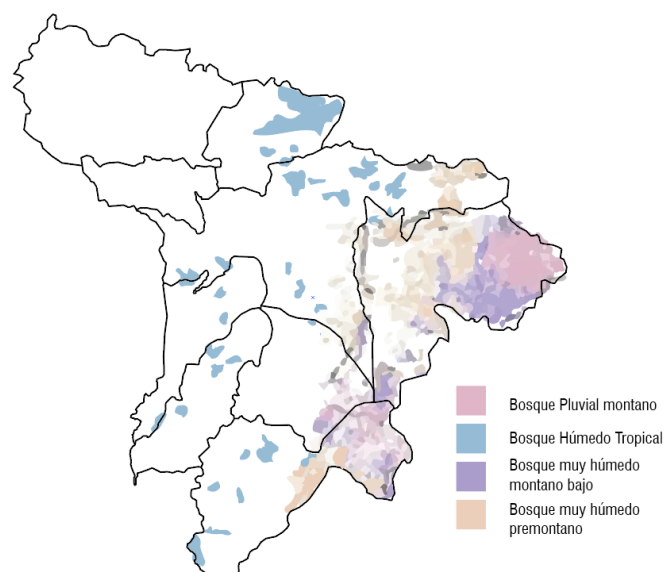 Bosque Pluvial montano
Bosque Húmedo Tropical
Bosque muy húmedo
montano bajo
Bosque muy húmedo
premontano